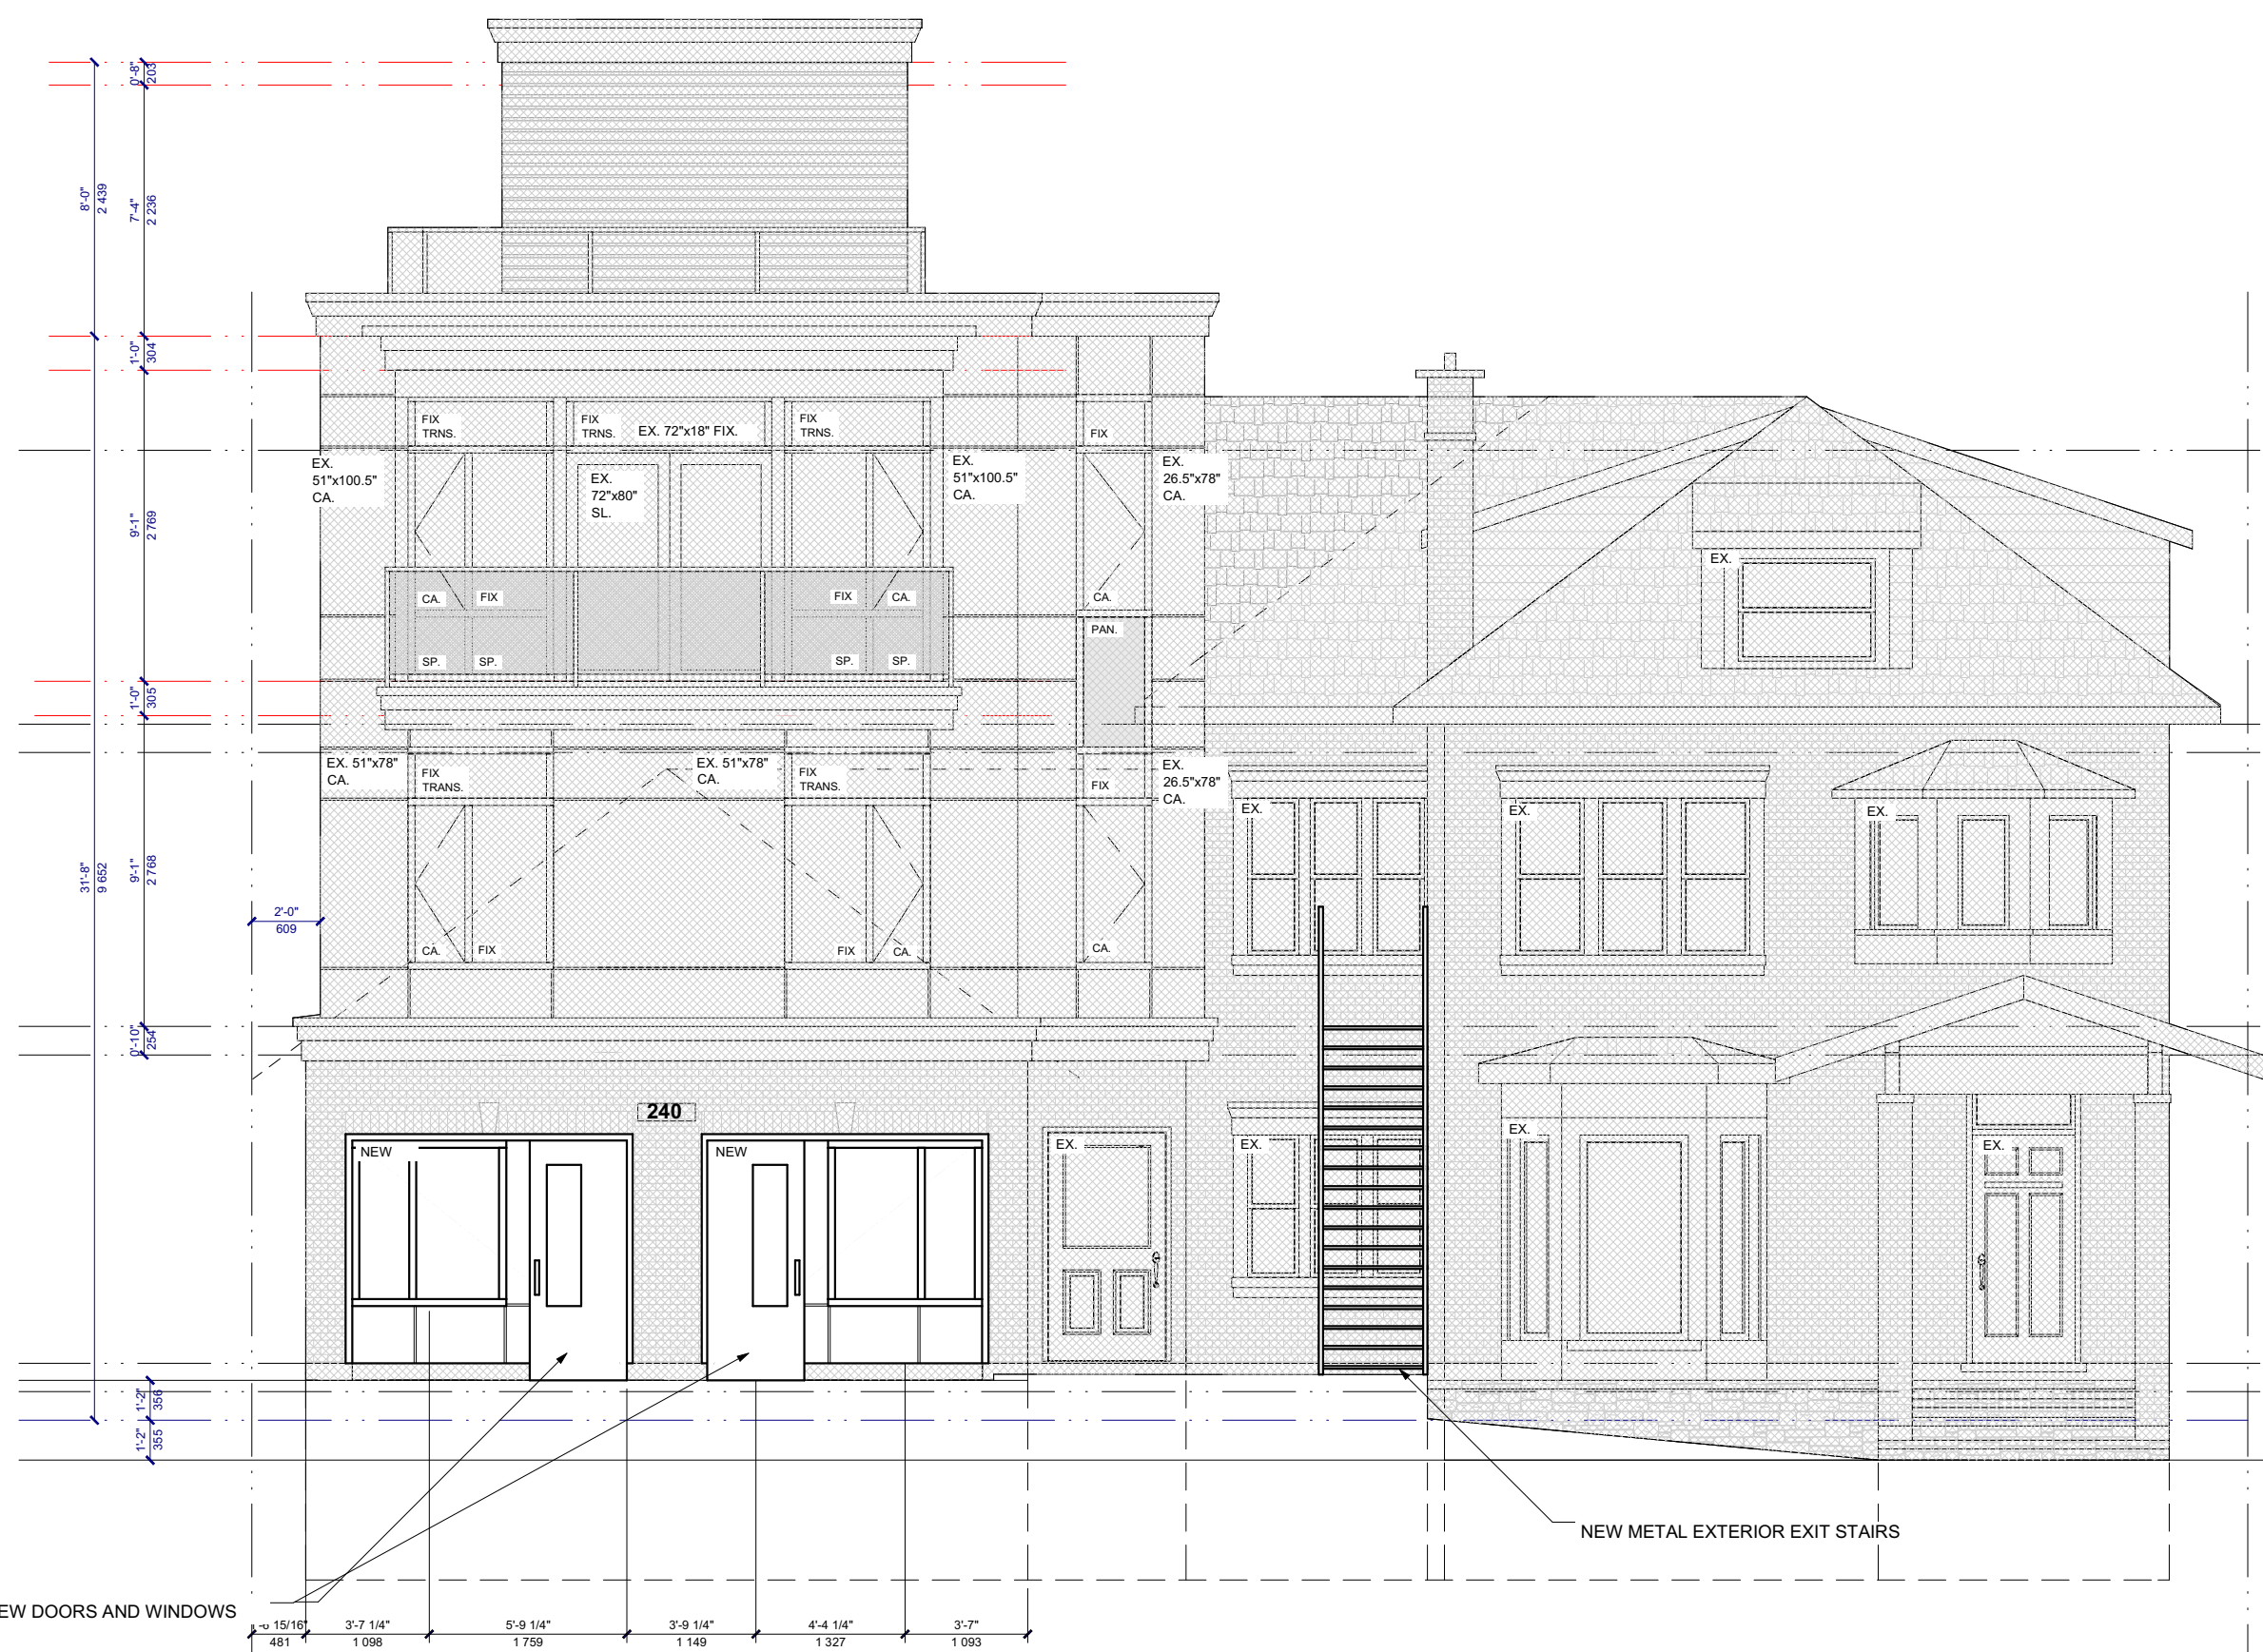 0'-8"
203
8'-0"
2 439
7'-4"
2 236
1'-0"
304
FIX
TRNS.
FIX
TRNS.
EX. 72"x18" FIX.
FIX
TRNS.
FIX
EX.
51"x100.5"
CA.
EX.
72"x80"
SL.
EX.
51"x100.5"
CA.
EX.
26.5"x78"
CA.
9'-1"
2 769
EX.
CA.
FIX
FIX
CA.
CA.
PAN.
SP.
SP.
SP.
SP.
1'-0"
305
EX. 51"x78"
CA.
FIX
TRANS.
EX. 51"x78"
CA.
FIX
TRANS.
FIX
EX.
26.5"x78"
CA.
EX.
EX.
EX.
31'-8"
9 652
9'-1"
2 768
2'-0"
609
CA.
FIX
FIX
CA.
CA.
0'-10"
254
240
NEW
NEW
EX.
EX.
EX.
EX.
1'-2"
356
1'-2"
355
NEW METAL EXTERIOR EXIT STAIRS
EW DOORS AND WINDOWS
15/16"
481
3'-7 1/4"
1 098
5'-9 1/4"
1 759
3'-9 1/4"
1 149
4'-4 1/4"
1 327
3'-7"
1 093